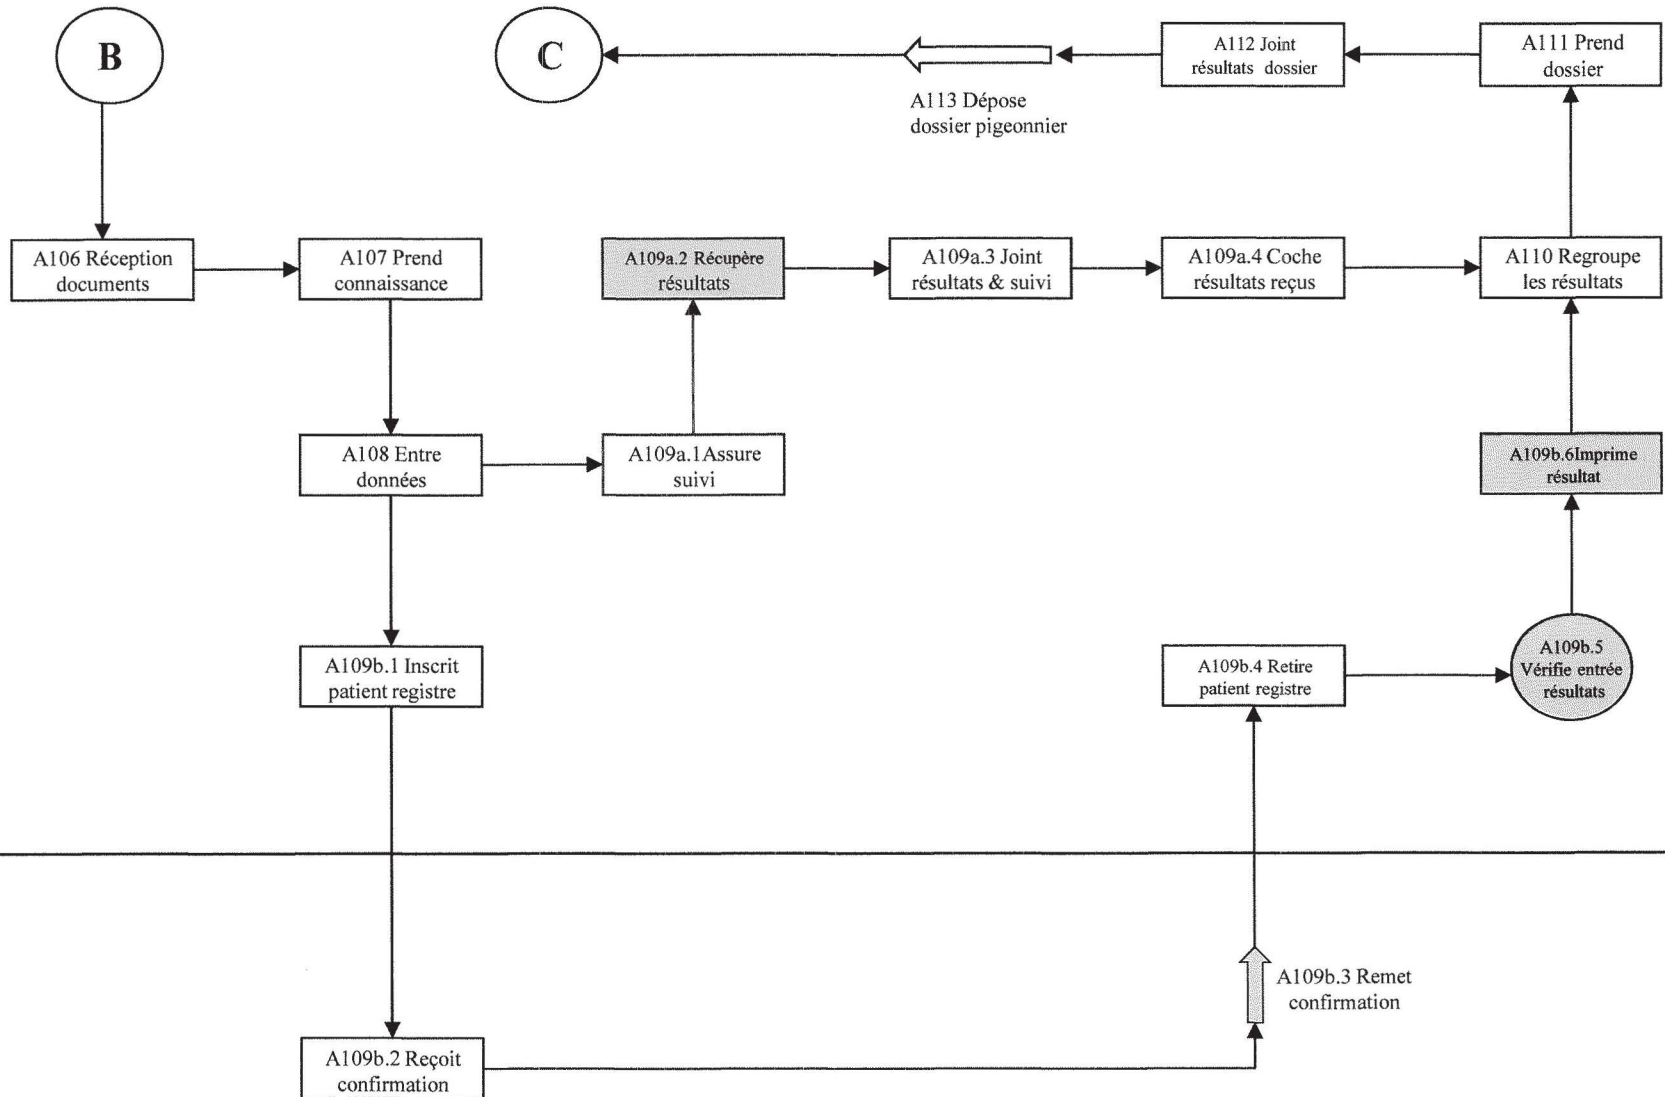 B
C
A112 Joint
résultats dossier
A111 Prend
dossier
A113 Dépose
dossier pigeonnier
A106 Réception
documents
A107 Prend
connaissance
A109a.2 Récupère
résultats
A109a.3 Joint
résultats & suivi
A109a.4 Coche
résultats reçus
A110 Regroupe
les résultats
A108 Entre
données
A109a.1Assure
suivi
A109b.6Imprime
résultat
A109b.1 Inscrit
patient registre
A109b.4 Retire
patient registre
A109b.5
Vérifie entrée
résultats
A109b.3 Remet
confirmation
A109b.2 Reçoit
confirmation